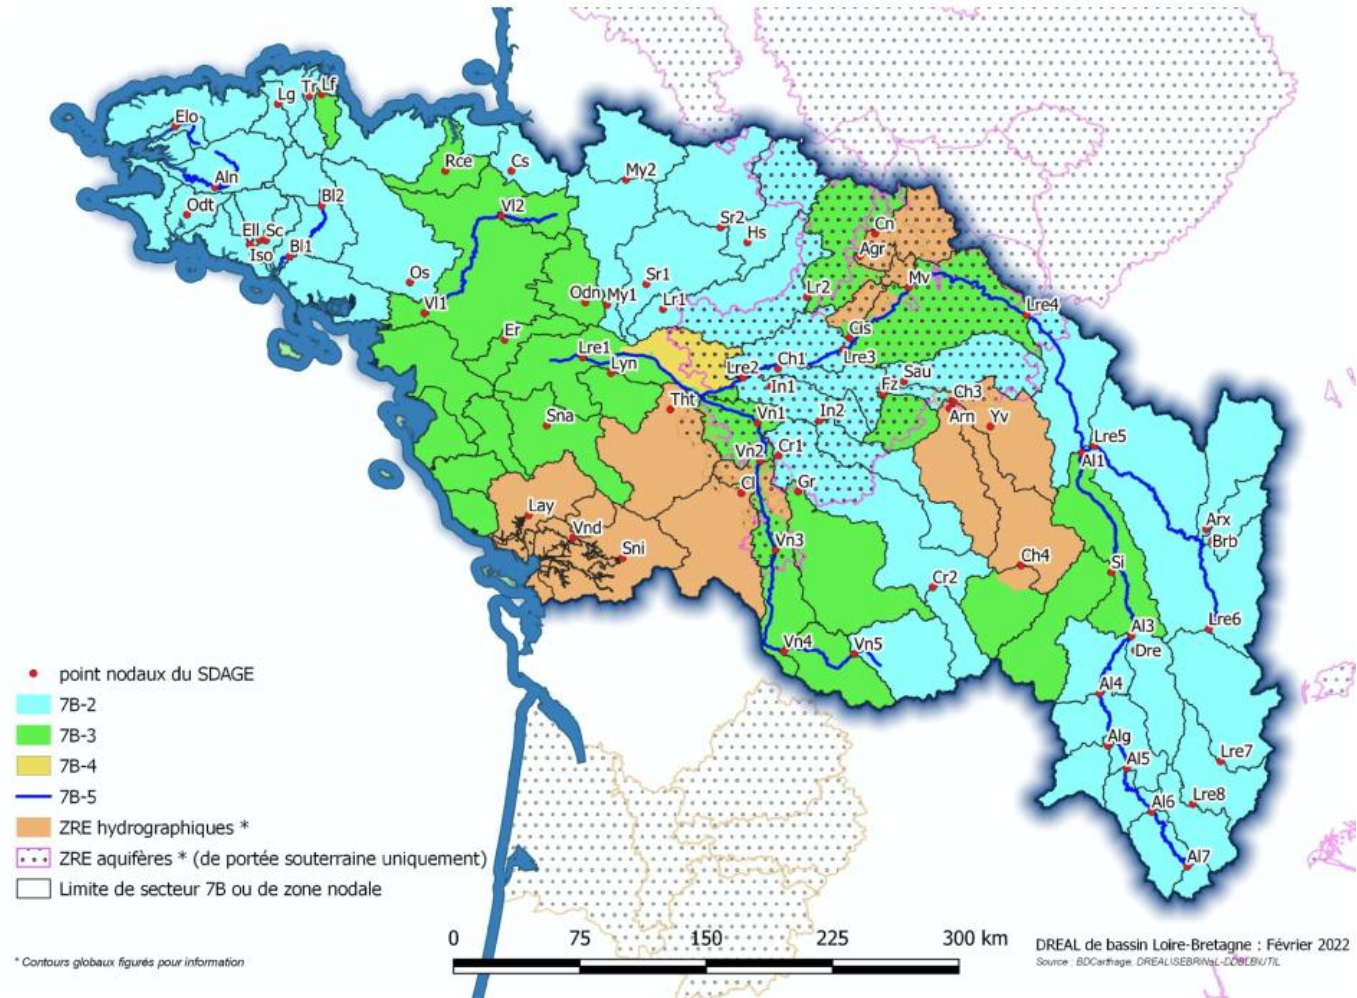 Lg
Tr
Lf
Elo
Rce
Cs
My2
Aln
Bl2
Vl2
Odt
Sr2
Cn
Ell
Sc
Hs
Agr
Iso
Bl1
Os
Sr1
Mv
Vl1
Odn
My1
Lr1
Lr2
Lre4
Er
Cis
Lre1
Lyn
Lre2
Ch1
Lre3
In1
Fz
Sau
Ch3
Tht
Vn1
In2
Arn
Yv
Sna
Vn2
Cr1
Lre5
Al1
Cl
Gr
Lay
Vnd
Arx
Sni
Vn3
Brb
Ch4
Si
Cr2
Lre6
Vn4
Vn5
Al3
Dre
Al4
Alg
Al5
Lre7
Al6
Lre8
Al7
point nodaux du SDAGE
7B-2
7B-3
7B-4
7B-5
ZRE hydrographiques *
ZRE aquifères * (de portée souterraine uniquement)
Limite de secteur 7B ou de zone nodale
0 75 150 225 300 km
* Contours globaux figurés pour information
DREAL de bassin Loire-Bretagne : Février 2022
Source : BDCarthage,